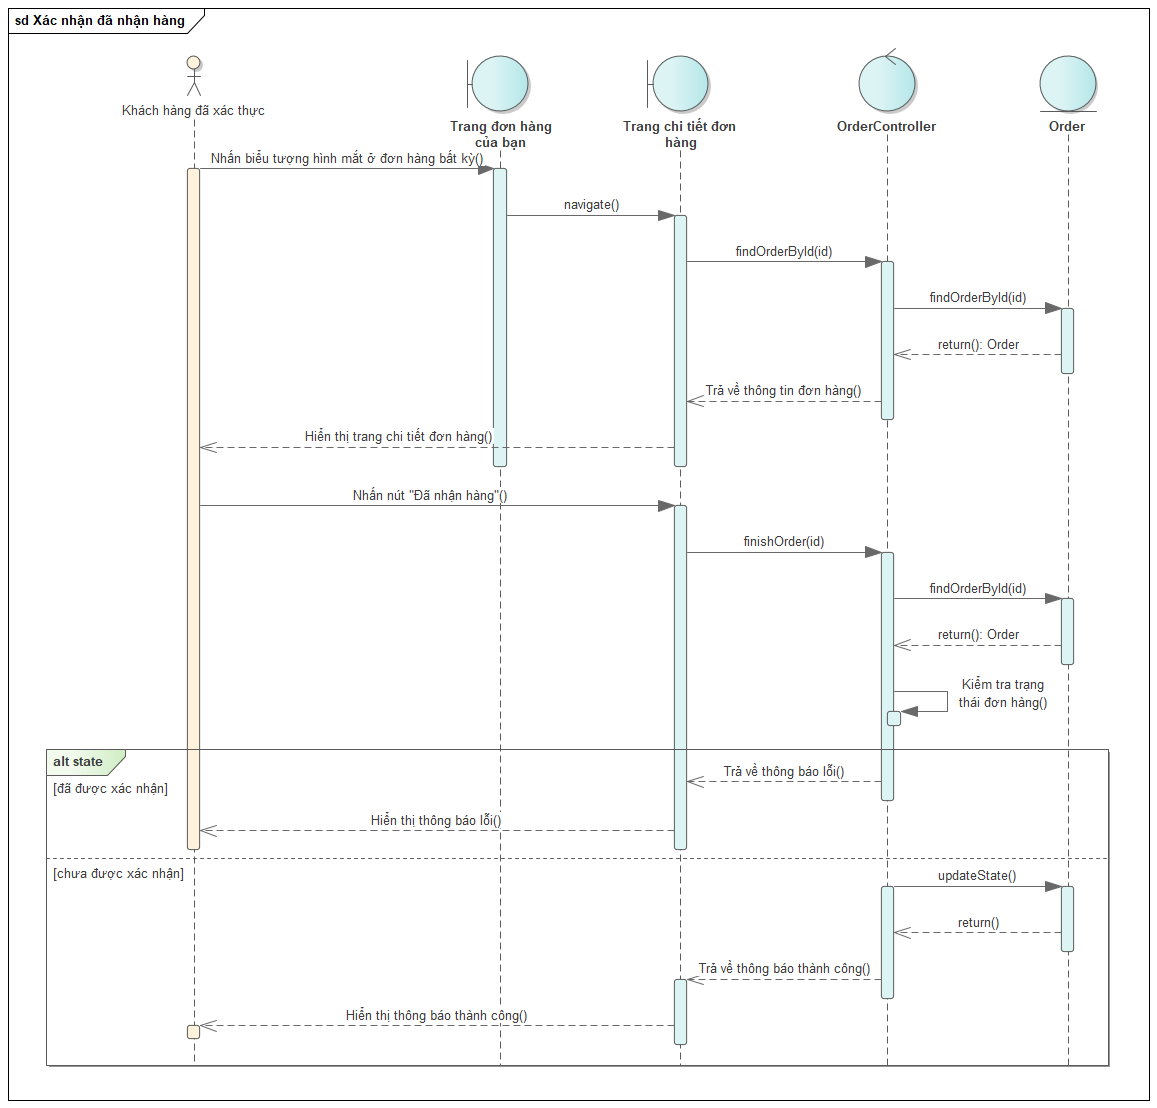 sd Xác nhận đã nhận hàng
Khách hàng đã xác thực
Trang đơn hàng
của bạn
Trang chi tiết đơn
hàng
OrderController
Order
Nhấn biểu tượng hình mắt ở đơn hàng bất kỳ()
navigate()
findOrderById(id)
findOrderById(id)
return(): Order
Trả về thông tin đơn hàng()
Hiển thị trang chi tiết đơn hàng()
Nhấn nút "Đã nhận hàng"()
finishOrder(id)
findOrderById(id)
return(): Order
Kiểm tra trạng
thái đơn hàng()
alt state
[đã được xác nhận]
Trả về thông báo lỗi()
Hiển thị thông báo lỗi()
[chưa được xác nhận]
updateState()
return()
Trả về thông báo thành công()
Hiển thị thông báo thành công()